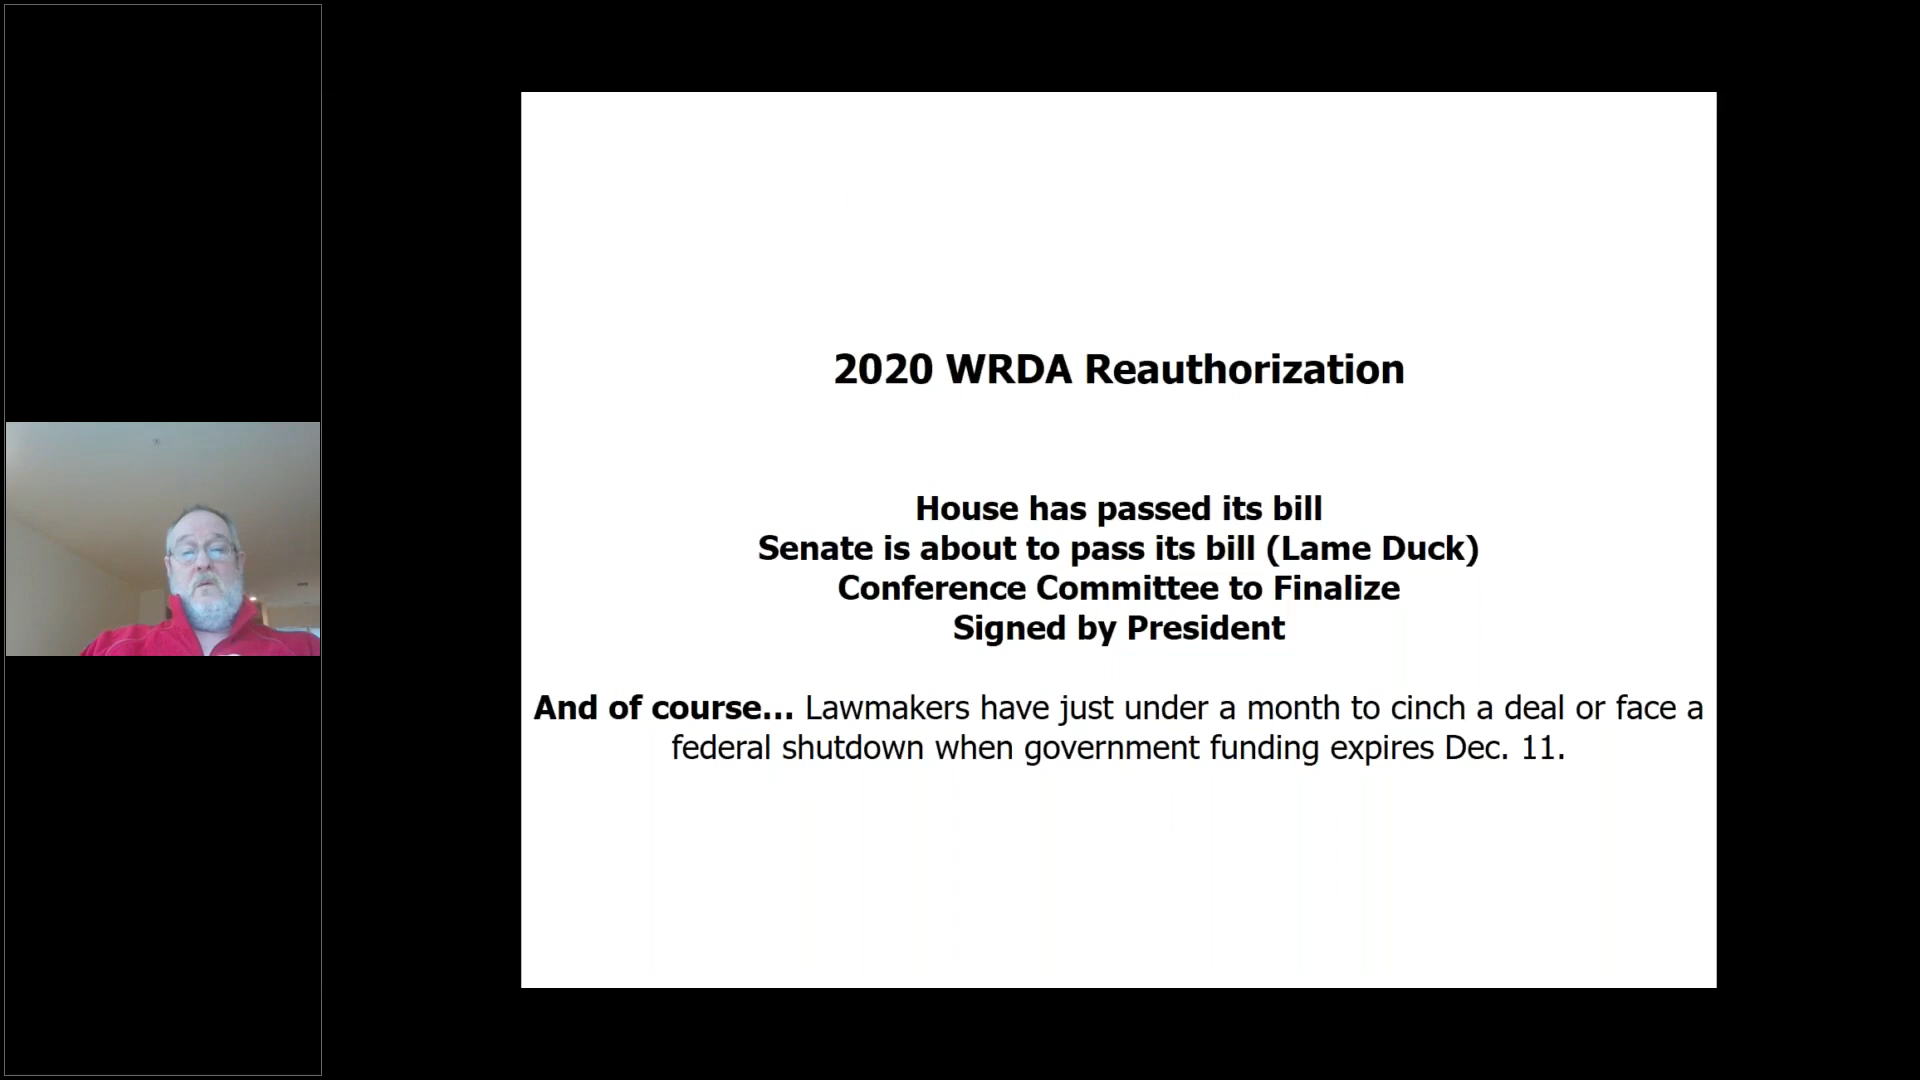 2020 WRDA Reauthorization
House has passed its bill
Senate is about to pass its bill (Lame Duck)
Conference Committee to Finalize
Signed by President
And of course... Lawmakers have just under a month to cinch a deal or face a
federal shutdown when government funding expires Dec. 11.